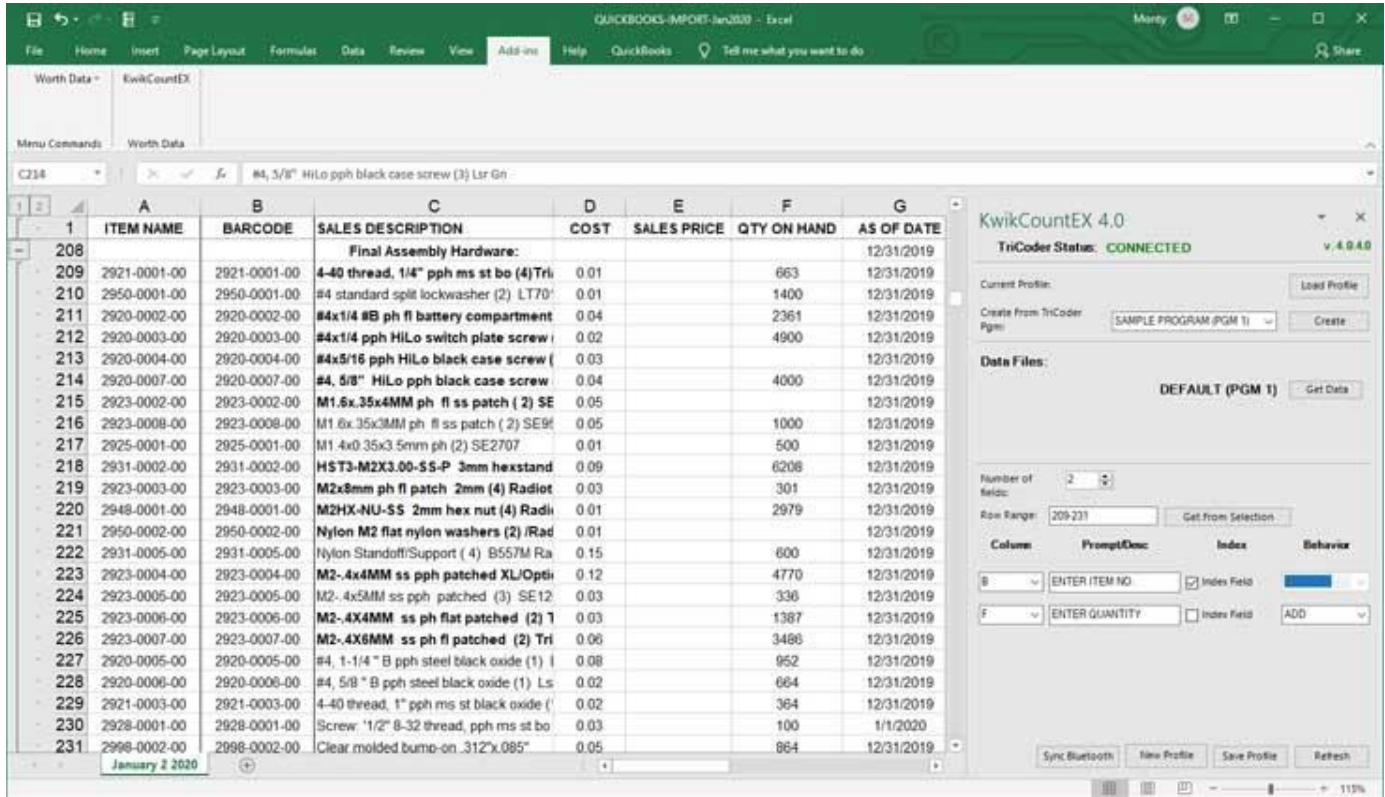 QUICKBOOKS-IMPORT-Jan2020 - Excel
Monty
File Home Insert Page Layout Formulas Data Review View Add-ins Help QuickBooks Tell me what you want to do Share
Worth Data KwikCountEX
Menu Commands Worth Data
C214 fx #4, 5/8" HiLo pph black case screw (3) Lsr Gn
1 2 A B C D E F G
1 ITEM NAME BARCODE SALES DESCRIPTION COST SALES PRICE QTY ON HAND AS OF DATE
208 Final Assembly Hardware: 12/31/2019
209 2921-0001-00 2921-0001-00 4-40 thread, 1/4" pph ms st bo (4)Tri 0.01 663 12/31/2019
210 2950-0001-00 2950-0001-00 #4 standard split lockwasher (2) LT70 0.01 1400 12/31/2019
211 2920-0002-00 2920-0002-00 #4x1/4 #B ph fl battery compartment 0.04 2361 12/31/2019
212 2920-0003-00 2920-0003-00 #4x1/4 pph HiLo switch plate screw 0.02 4900 12/31/2019
213 2920-0004-00 2920-0004-00 #4x5/16 pph HiLo black case screw ( 0.03 12/31/2019
214 2920-0007-00 2920-0007-00 #4, 5/8" HiLo pph black case screw 0.04 4000 12/31/2019
215 2923-0002-00 2923-0002-00 M1.6x.35x4MM ph fl ss patch ( 2) SE 0.05 12/31/2019
216 2923-0008-00 2923-0008-00 M1.6x.35x3MM ph fl ss patch ( 2) SE9 0.05 1000 12/31/2019
217 2925-0001-00 2925-0001-00 M1.4x0.35x3.5mm ph (2) SE2707 0.01 500 12/31/2019
218 2931-0002-00 2931-0002-00 HST3-M2X3.00-SS-P 3mm hexstand 0.09 6208 12/31/2019
219 2923-0003-00 2923-0003-00 M2x8mm ph fl patch 2mm (4) Radiot 0.03 301 12/31/2019
220 2948-0001-00 2948-0001-00 M2HX-NU-SS 2mm hex nut (4) Radi 0.01 2979 12/31/2019
221 2950-0002-00 2950-0002-00 Nylon M2 flat nylon washers (2) /Rad 0.01 12/31/2019
222 2931-0005-00 2931-0005-00 Nylon Standoff/Support ( 4) B557M Ra 0.15 600 12/31/2019
223 2923-0004-00 2923-0004-00 M2-.4x4MM ss pph patched XL/Opti 0.12 4770 12/31/2019
224 2923-0005-00 2923-0005-00 M2-.4x5MM ss pph patched (3) SE12 0.03 336 12/31/2019
225 2923-0006-00 2923-0006-00 M2-.4X4MM ss ph flat patched (2) T 0.03 1387 12/31/2019
226 2923-0007-00 2923-0007-00 M2-.4X6MM ss ph fl patched (2) Tri 0.06 3486 12/31/2019
227 2920-0005-00 2920-0005-00 #4, 1-1/4 " B pph steel black oxide (1) 0.08 952 12/31/2019
228 2920-0006-00 2920-0006-00 #4, 5/8 " B pph steel black oxide (1) Ls 0.02 664 12/31/2019
229 2921-0003-00 2921-0003-00 4-40 thread, 1" pph ms st black oxide ( 0.02 364 12/31/2019
230 2928-0001-00 2928-0001-00 Screw: '1/2" 8-32 thread, pph ms st bo 0.03 100 1/1/2020
231 2998-0002-00 2998-0002-00 Clear molded bump-on .312"x.085" 0.05 864 12/31/2019
January 2 2020
KwikCountEX 4.0
TriCoder Status: CONNECTED v. 4.0.4.0
Current Profile: Load Profile
Create From TriCoder Pgm: SAMPLE PROGRAM (PGM 1) Create
Data Files:
DEFAULT (PGM 1) Get Data
Number of fields: 2
Row Range: 209-231 Get from Selection
Column Prompt/Desc Index Behavior
B ENTER ITEM NO. Index Field
F ENTER QUANTITY Index Field ADD
Sync Bluetooth New Profile Save Profile Refresh
115%